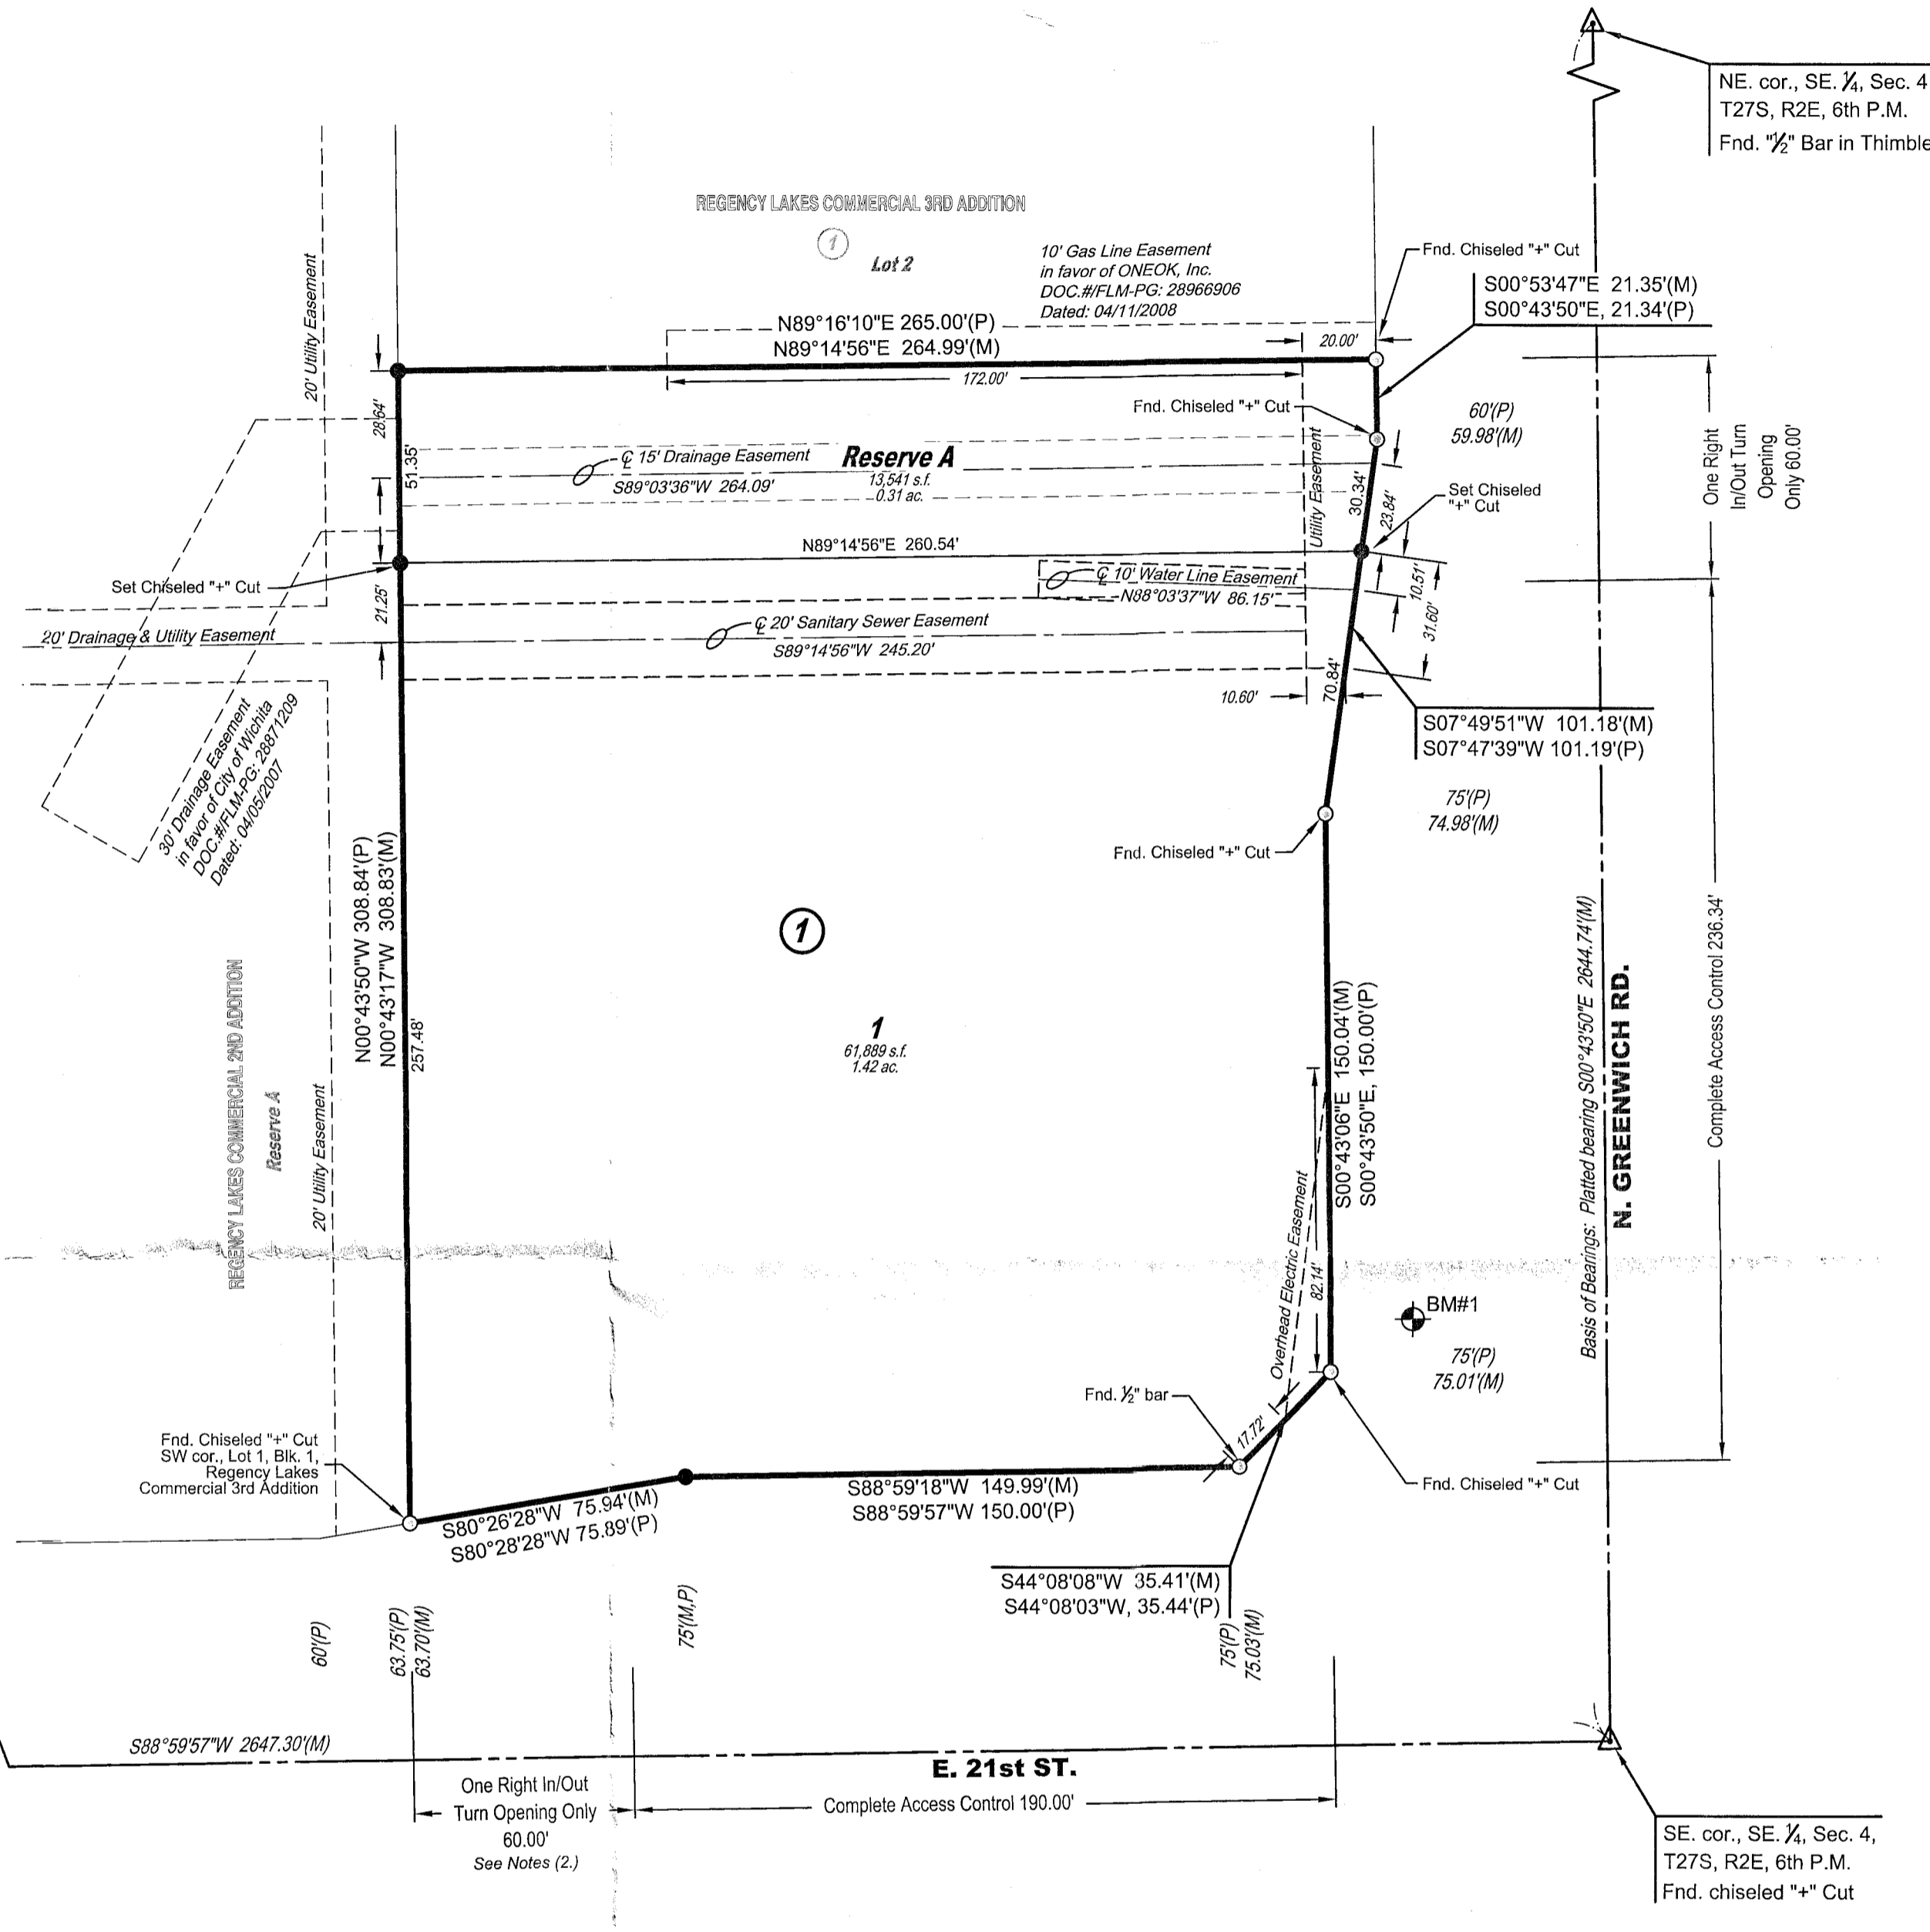 NE. cor., SE. 1/4, Sec. 4
T27S, R2E, 6th P.M.
Fnd. "1/2" Bar in Thimble
REGENCY LAKES COMMERCIAL 3RD ADDITION
1
Lot 2
10' Gas Line Easement
in favor of ONEOK, Inc.
DOC.#/FLM-PG: 28966906
Dated: 04/11/2008
Fnd. Chiseled "+" Cut
S00°53'47"E 21.35'(M)
S00°43'50"E, 21.34'(P)
20' Utility Easement
N89°16'10"E 265.00'(P)
N89°14'56"E 264.99'(M)
20.00'
172.00'
28.64'
51.35'
Fnd. Chiseled "+" Cut
60'(P)
59.98'(M)
One Right
In/Out Turn
Opening
Only 60.00'
℄ 15' Drainage Easement
S89°03'36"W 264.09'
Reserve A
13,541 s.f.
0.31 ac.
Utility Easement
30.34'
23.84'
Set Chiseled
"+" Cut
N89°14'56"E 260.54'
Set Chiseled "+" Cut
21.25'
℄ 10' Water Line Easement
N88°03'37"W 86.15'
10.51'
31.60'
20' Drainage & Utility Easement
℄ 20' Sanitary Sewer Easement
S89°14'56"W 245.20'
10.60'
70.84'
S07°49'51"W 101.18'(M)
S07°47'39"W 101.19'(P)
30' Drainage Easement
in favor of City of Wichita
DOC.#/FLM-PG: 28871209
Dated: 04/05/2007
75'(P)
74.98'(M)
Fnd. Chiseled "+" Cut
N00°43'50"W 308.84'(P)
N00°43'17"W 308.83'(M)
257.48'
1
1
61,889 s.f.
1.42 ac.
S00°43'06"E 150.04'(M)
S00°43'50"E, 150.00'(P)
Basis of Bearings: Platted bearing S00°43'50"E 2644.74'(M)
N. GREENWICH RD.
Complete Access Control 236.34'
REGENCY LAKES COMMERCIAL 2ND ADDITION
Reserve A
20' Utility Easement
Overhead Electric Easement
82.14'
BM#1
75'(P)
75.01'(M)
Fnd. 1/2" bar
17.72'
Fnd. Chiseled "+" Cut
SW cor., Lot 1, Blk. 1,
Regency Lakes
Commercial 3rd Addition
S80°26'28"W 75.94'(M)
S80°28'28"W 75.89'(P)
S88°59'18"W 149.99'(M)
S88°59'57"W 150.00'(P)
Fnd. Chiseled "+" Cut
S44°08'08"W 35.41'(M)
S44°08'03"W, 35.44'(P)
60'(P)
63.75'(P)
63.70'(M)
75'(M,P)
75'(P)
75.03'(M)
S88°59'57"W 2647.30'(M)
E. 21st ST.
One Right In/Out
Turn Opening Only
60.00'
See Notes (2.)
Complete Access Control 190.00'
SE. cor., SE. 1/4, Sec. 4,
T27S, R2E, 6th P.M.
Fnd. chiseled "+" Cut